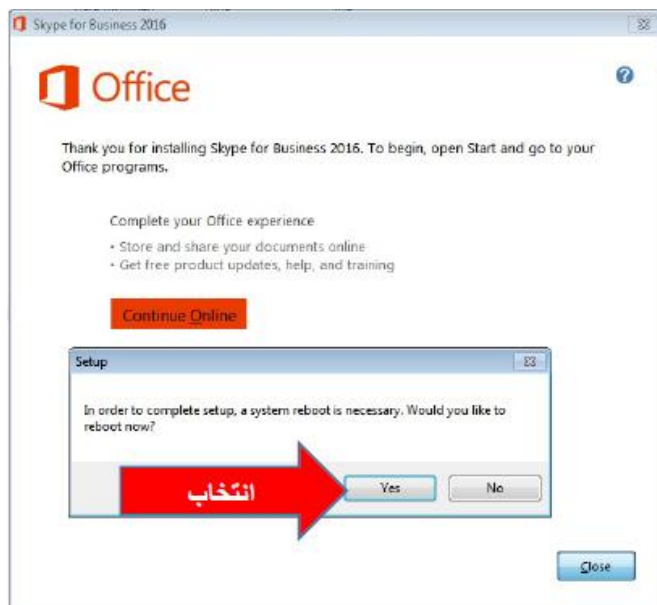 Skype for Business 2016
Office
Thank you for installing Skype for Business 2016. To begin, open Start and go to your
Office programs.
Complete your Office experience
• Store and share your documents online
• Get free product updates, help, and training
Continue Online
Setup
In order to complete setup, a system reboot is necessary. Would you like to
reboot now?
انتخاب
Yes
No
Close